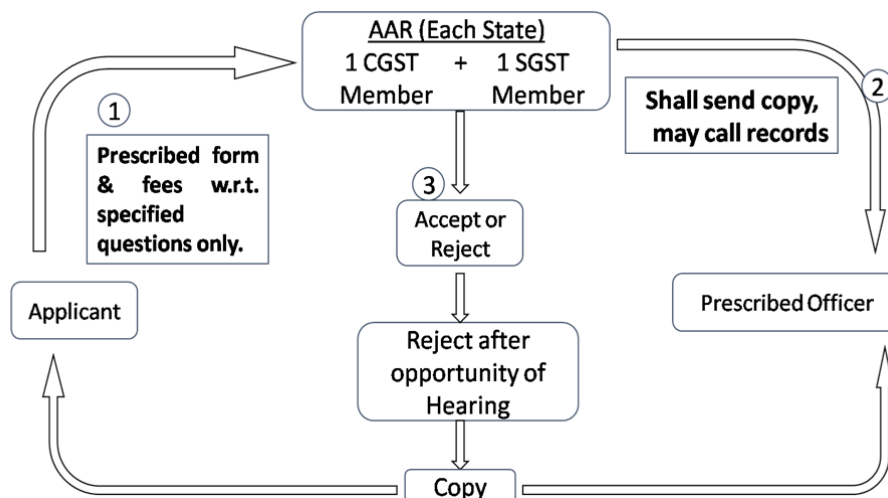 AAR (Each State)
1 CGST + 1 SGST
Member Member
1
Prescribed form
& fees w.r.t.
specified
questions only.
2
Shall send copy,
may call records
3
Accept or
Reject
Applicant
Prescribed Officer
Reject after
opportunity of
Hearing
Copy